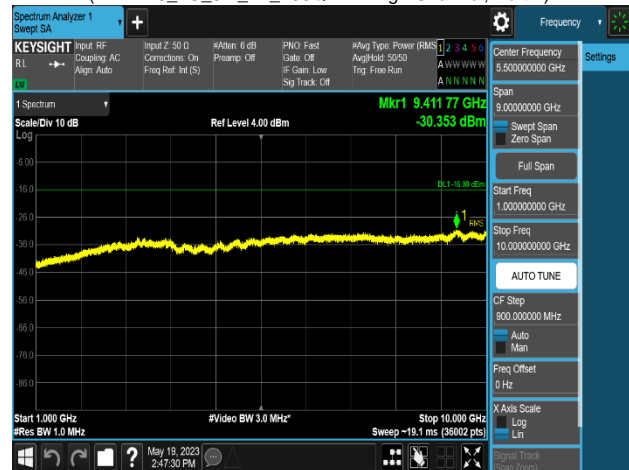 Spectrum Analyzer 1
Swept SA
Frequency
KEYSIGHT
RL
Input: RF
Coupling: AC
Align: Auto
Input Z: 50 Ω
Corrections: On
Freq Ref: Int (S)
#Atten: 6 dB
Preamp: Off
PNO: Fast
Gate: Off
IF Gain: Low
Sig Track: Off
#Avg Type: Power (RMS
Avg|Hold: 50/50
Trig: Free Run
1 2 3 4 5 6
A W W W W W
A N N N N N
1 Spectrum
Scale/Div 10 dB
Log
Ref Level 4.00 dBm
Mkr1 9.411 77 GHz
-30.353 dBm
-6.00
-16.0
-26.0
-36.0
-46.0
-56.0
-66.0
-76.0
-86.0
DL1 -16.80 dBm
1
RMS
Start 1.000 GHz
#Res BW 1.0 MHz
#Video BW 3.0 MHz*
Stop 10.000 GHz
Sweep ~19.1 ms (36002 pts)
May 19, 2023
2:47:30 PM
Center Frequency
5.500000000 GHz
Settings
Span
9.00000000 GHz
Swept Span
Zero Span
Full Span
Start Freq
1.000000000 GHz
Stop Freq
10.000000000 GHz
AUTO TUNE
CF Step
900.000000 MHz
Auto
Man
Freq Offset
0 Hz
X Axis Scale
Log
Lin
Signal Track
(Span Zoom)